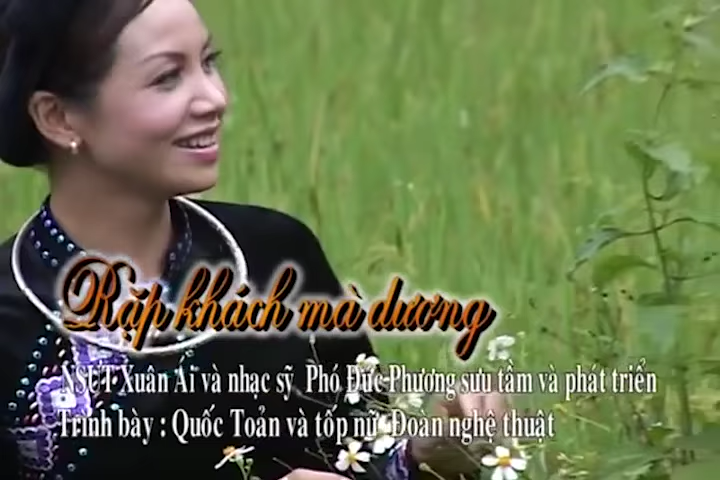 Rặp khách mà dương
NSƯT Xuân Ái và nhạc sỹ Phó Đức Phương sưu tầm và phát triển
Trình bày : Quốc Toản và tốp nữ Đoàn nghệ thuật